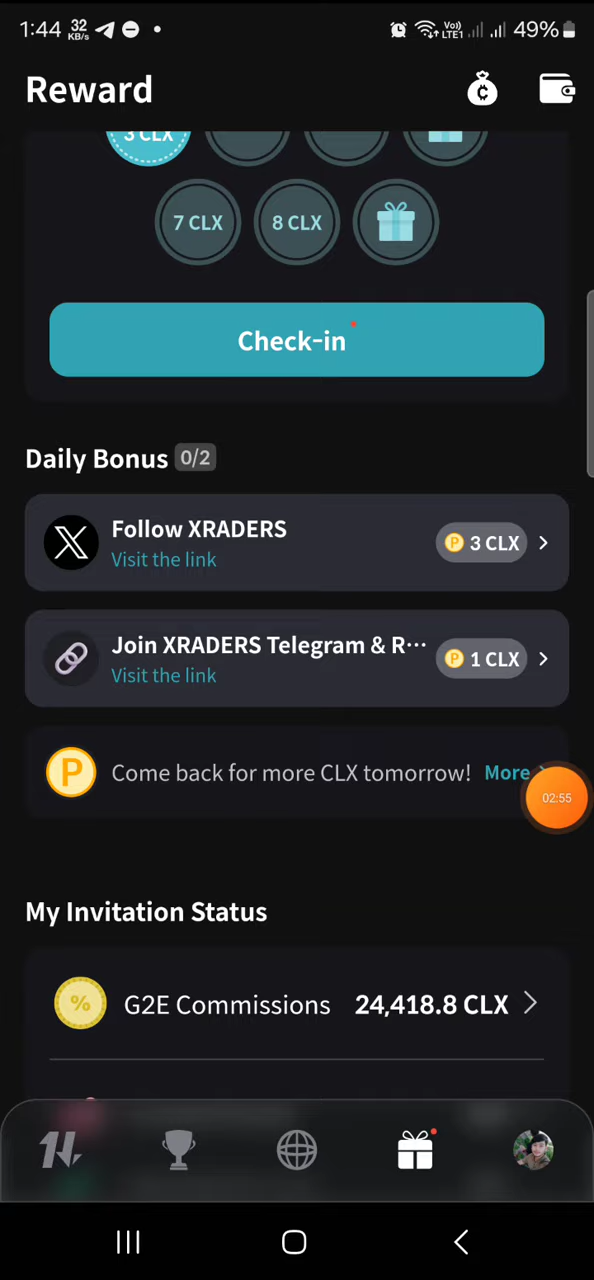 1:44 32 KB/s Vo) LTE1 49%
Reward
3 CLX
7 CLX 8 CLX
Check-in
Daily Bonus 0/2
Follow XRADERS
Visit the link
P 3 CLX
Join XRADERS Telegram & R···
Visit the link
P 1 CLX
P Come back for more CLX tomorrow! More
02:55
My Invitation Status
% G2E Commissions 24,418.8 CLX